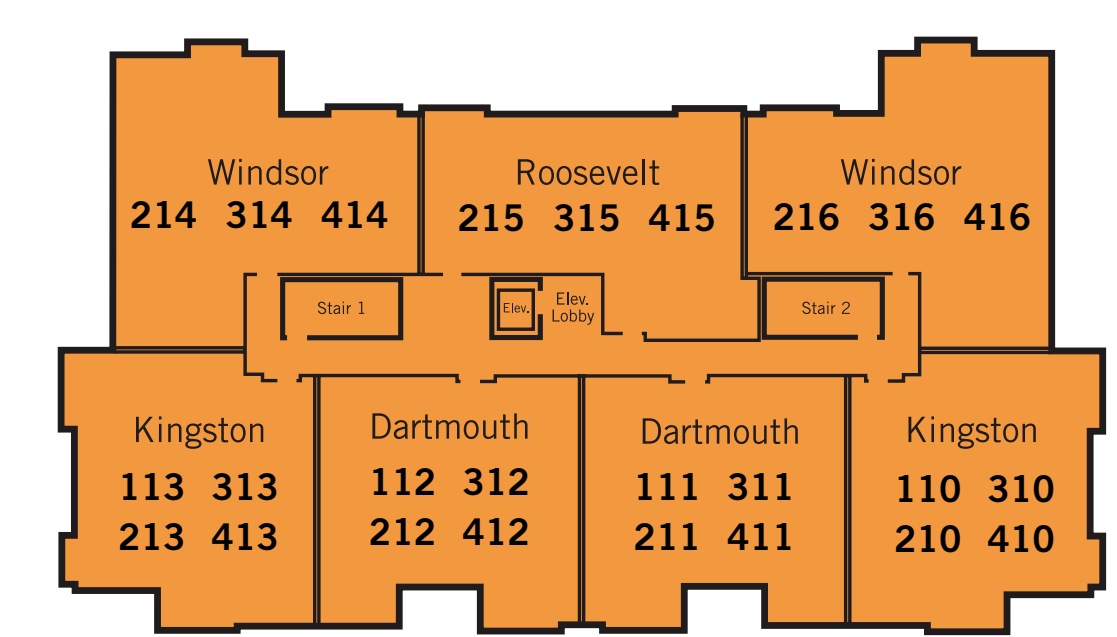 Windsor
214 314 414
Roosevelt
215 315 415
Windsor
216 316 416
Stair 1
Elev.
Elev.
Lobby
Stair 2
Kingston
113 313
213 413
Dartmouth
112 312
212 412
Dartmouth
111 311
211 411
Kingston
110 310
210 410